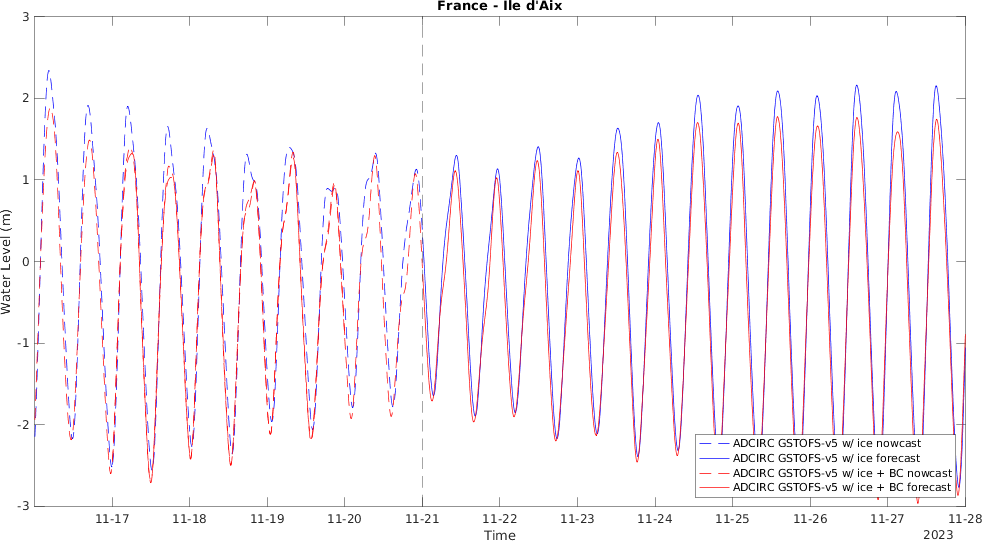 France - Ile d'Aix
3
2
1
0
-1
-2
-3
Water Level (m)
ADCIRC GSTOFS-v5 w/ ice nowcast
ADCIRC GSTOFS-v5 w/ ice forecast
ADCIRC GSTOFS-v5 w/ ice + BC nowcast
ADCIRC GSTOFS-v5 w/ ice + BC forecast
11-17 11-18 11-19 11-20 11-21 11-22 11-23 11-24 11-25 11-26 11-27 11-28
Time
2023